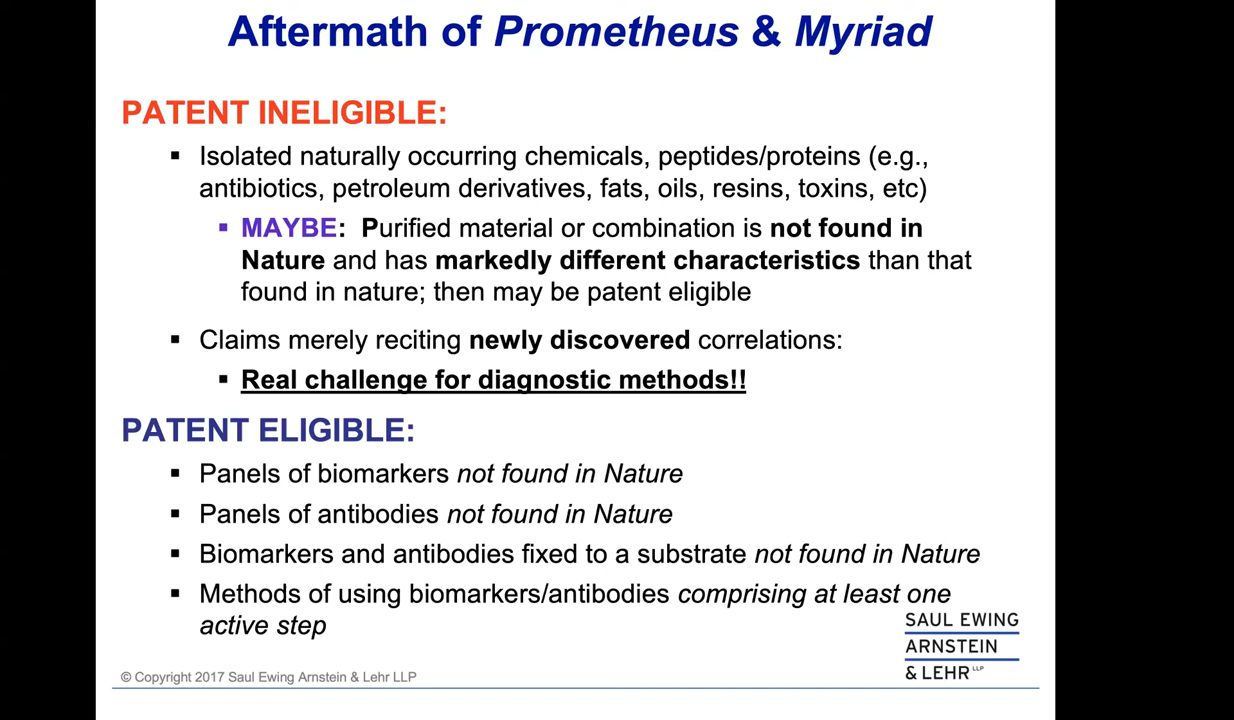 Aftermath of Prometheus & Myriad
PATENT INELIGIBLE:
▪ Isolated naturally occurring chemicals, peptides/proteins (e.g.,
antibiotics, petroleum derivatives, fats, oils, resins, toxins, etc)
▪ MAYBE: Purified material or combination is not found in
Nature and has markedly different characteristics than that
found in nature; then may be patent eligible
▪ Claims merely reciting newly discovered correlations:
▪ Real challenge for diagnostic methods!!
PATENT ELIGIBLE:
▪ Panels of biomarkers not found in Nature
▪ Panels of antibodies not found in Nature
▪ Biomarkers and antibodies fixed to a substrate not found in Nature
▪ Methods of using biomarkers/antibodies comprising at least one
active step
SAUL EWING
ARNSTEIN
& LEHR LLP
© Copyright 2017 Saul Ewing Arnstein & Lehr LLP